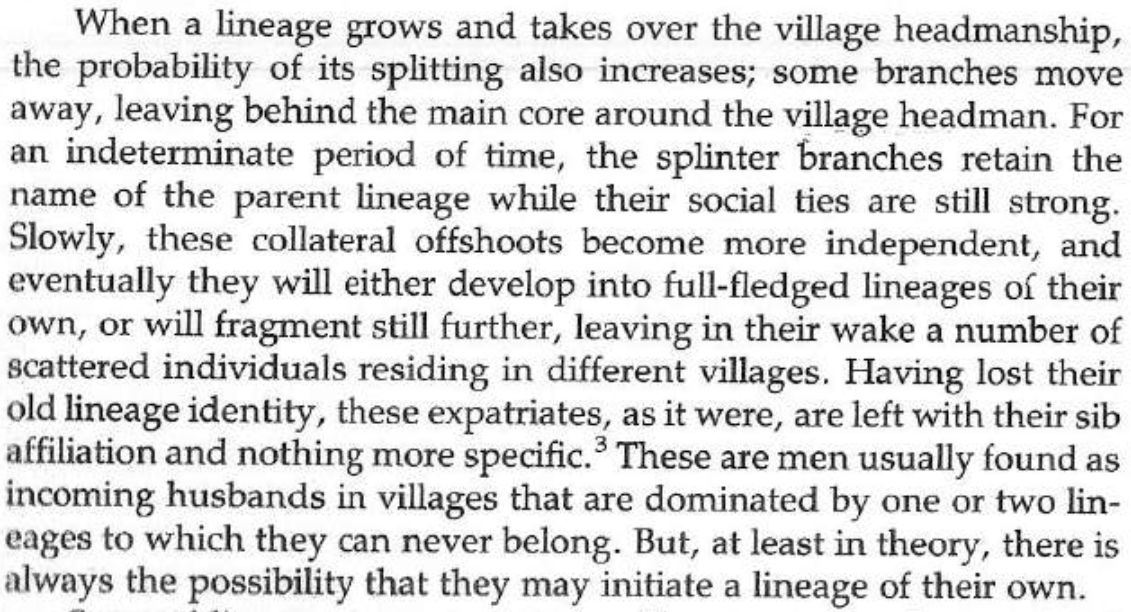 When a lineage grows and takes over the village headmanship,
the probability of its splitting also increases; some branches move
away, leaving behind the main core around the village headman. For
an indeterminate period of time, the splinter branches retain the
name of the parent lineage while their social ties are still strong.
Slowly, these collateral offshoots become more independent, and
eventually they will either develop into full-fledged lineages of their
own, or will fragment still further, leaving in their wake a number of
scattered individuals residing in different villages. Having lost their
old lineage identity, these expatriates, as it were, are left with their sib
affiliation and nothing more specific.³ These are men usually found as
incoming husbands in villages that are dominated by one or two lin-
eages to which they can never belong. But, at least in theory, there is
always the possibility that they may initiate a lineage of their own.